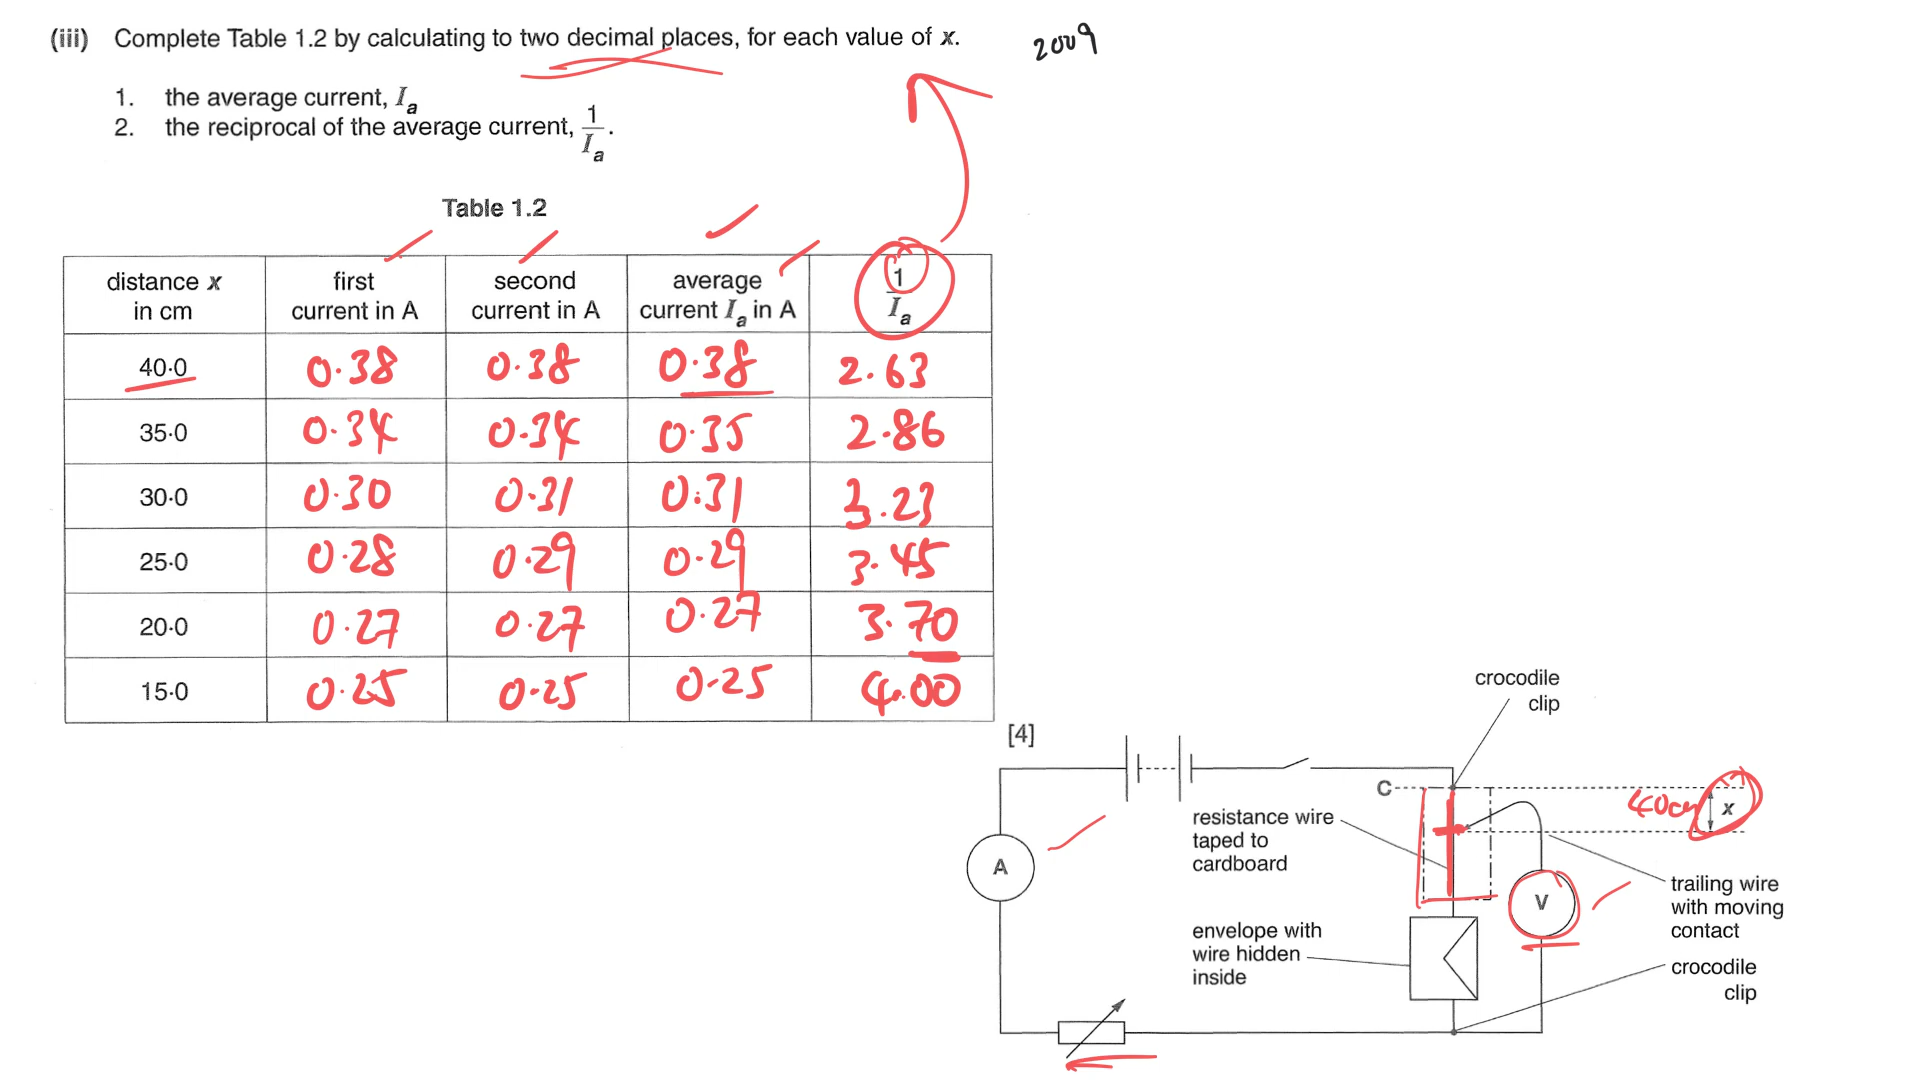 (iii) Complete Table 1.2 by calculating to two decimal places, for each value of x.
2009
1. the average current, Ia
2. the reciprocal of the average current, 1/Ia.
Table 1.2
distance x in cm | first current in A | second current in A | average current Ia in A | 1/Ia
40·0 | 0.38 | 0.38 | 0.38 | 2.63
35·0 | 0.34 | 0.34 | 0.35 | 2.86
30·0 | 0.30 | 0.31 | 0.31 | 3.23
25·0 | 0.28 | 0.29 | 0.29 | 3.45
20·0 | 0.27 | 0.27 | 0.27 | 3.70
15·0 | 0.25 | 0.25 | 0.25 | 4.00
[4]
crocodile
clip
C
40cm x
resistance wire
taped to
cardboard
A
V
trailing wire
with moving
contact
envelope with
wire hidden
inside
crocodile
clip